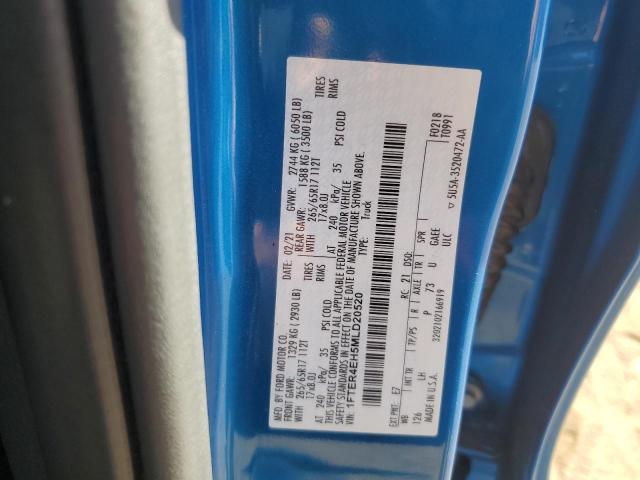 MFD. BY FORD MOTOR CO.
DATE: 02/21 GVWR: 2744 KG ( 6050 LB)
FRONT GAWR: 1329 KG ( 2930 LB) REAR GAWR: 1588 KG ( 3500 LB)
WITH 265/65R17 112T TIRES WITH 265/65R17 112T TIRES
17x8.0J RIMS 17x8.0J RIMS
AT 240 kPa/ 35 PSI COLD AT 240 kPa/ 35 PSI COLD
THIS VEHICLE CONFORMS TO ALL APPLICABLE FEDERAL MOTOR VEHICLE
SAFETY STANDARDS IN EFFECT ON THE DATE OF MANUFACTURE SHOWN ABOVE.
VIN: 1FTER4EH5MLD20520 TYPE: Truck
EXT PNT: E7 RC: 21 DSO: F0218
WB INT TR TP/PS R AXLE TR SPR T0991
126 LH P 73 U GAEE
MADE IN U.S.A. 3202102166919 ULC ▽ 5U5A-3520472-AA